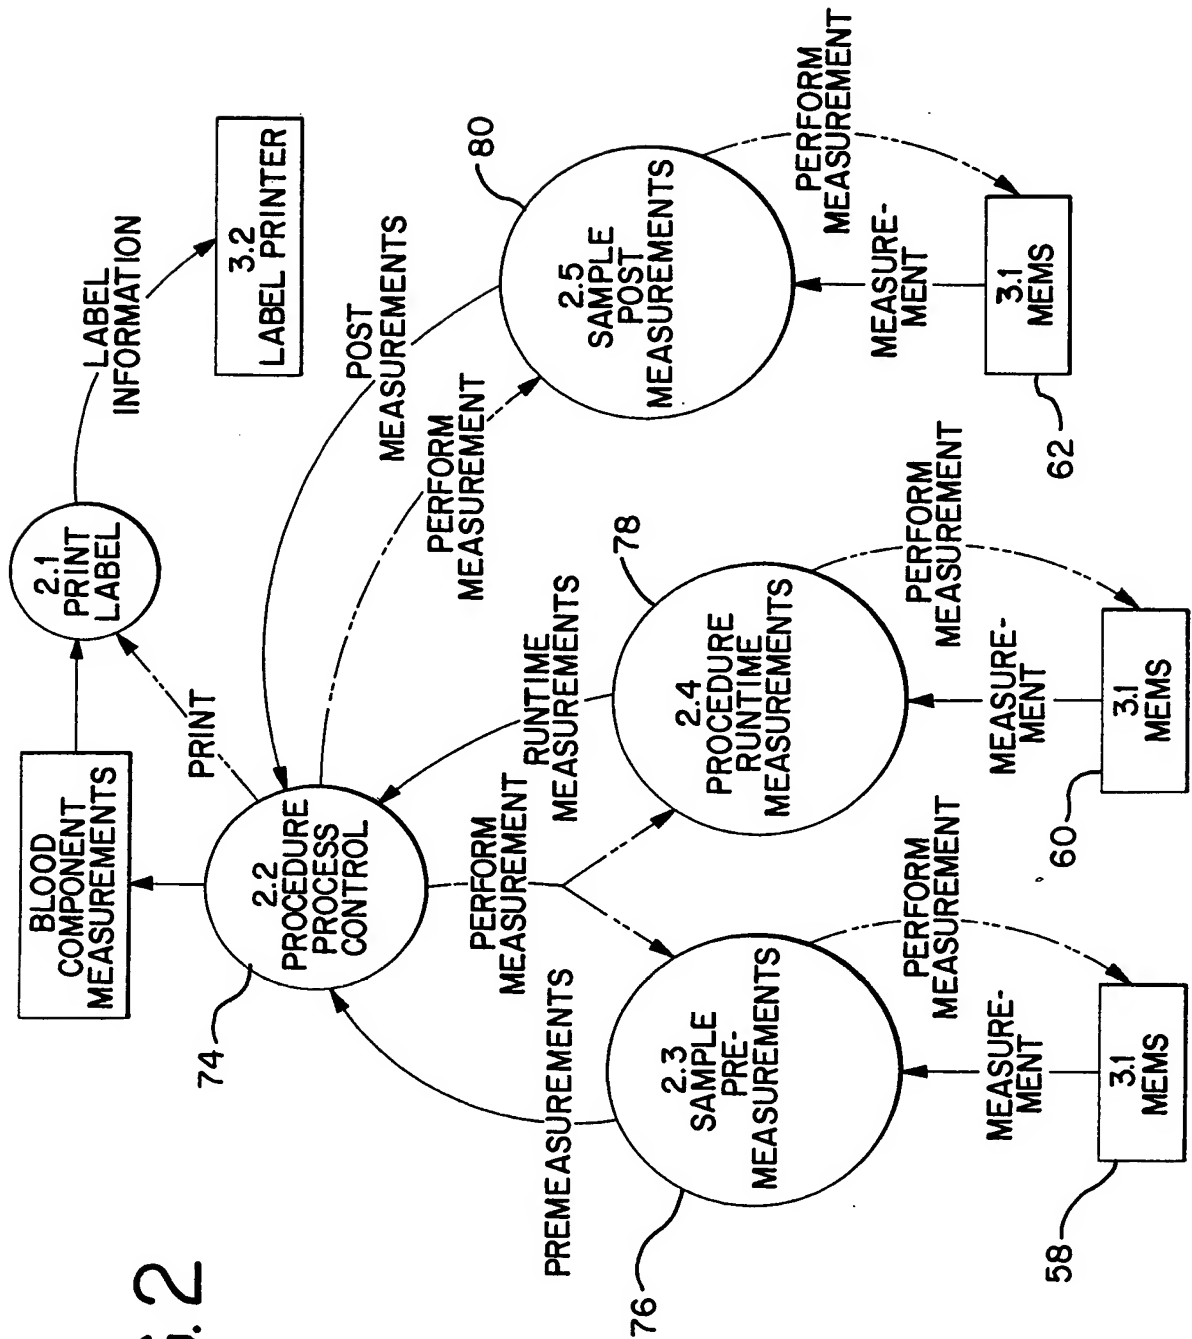 BLOOD
COMPONENT
MEASUREMENTS
2.1
PRINT
LABEL
LABEL
INFORMATION
3.2
LABEL PRINTER
PRINT
74
2.2
PROCEDURE
PROCESS
CONTROL
POST
MEASUREMENTS
PERFORM
MEASUREMENT
PREMEASUREMENTS
PERFORM
MEASUREMENT
RUNTIME
MEASUREMENTS
76
2.3
SAMPLE
PRE-
MEASUREMENTS
78
2.4
PROCEDURE
RUNTIME
MEASUREMENTS
80
2.5
SAMPLE
POST
MEASUREMENTS
MEASURE-
MENT
PERFORM
MEASUREMENT
MEASURE-
MENT
PERFORM
MEASUREMENT
MEASURE-
MENT
PERFORM
MEASUREMENT
58
3.1
MEMS
60
3.1
MEMS
62
3.1
MEMS
2